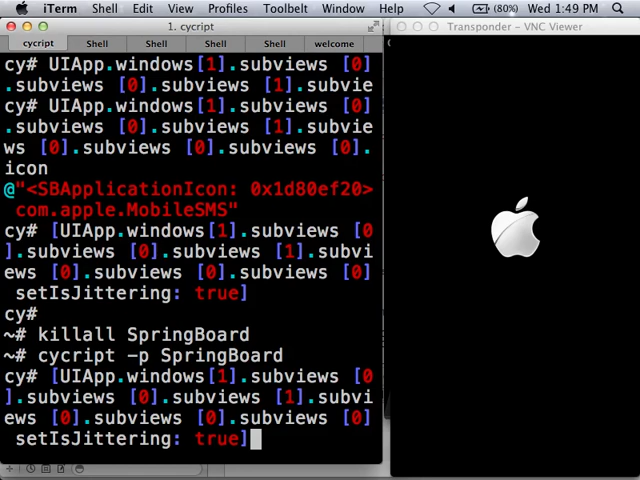 iTerm Shell Edit View Profiles Toolbelt Window Help (80%) Wed 1:49 PM
1. cycript
Transponder – VNC Viewer
cycript Shell Shell Shell Shell welcome
cy# UIApp.windows[1].subviews [0]
.subviews [0].subviews [1].subvie
cy# UIApp.windows[1].subviews [0]
.subviews [0].subviews [1].subvie
ws [0].subviews [0].subviews [0].
icon
@"<SBApplicationIcon: 0x1d80ef20>
com.apple.MobileSMS"
cy# [UIApp.windows[1].subviews [0
].subviews [0].subviews [1].subvi
ews [0].subviews [0].subviews [0]
setIsJittering: true]
cy#
~# killall SpringBoard
~# cycript -p SpringBoard
cy# [UIApp.windows[1].subviews [0
].subviews [0].subviews [1].subvi
ews [0].subviews [0].subviews [0]
setIsJittering: true]